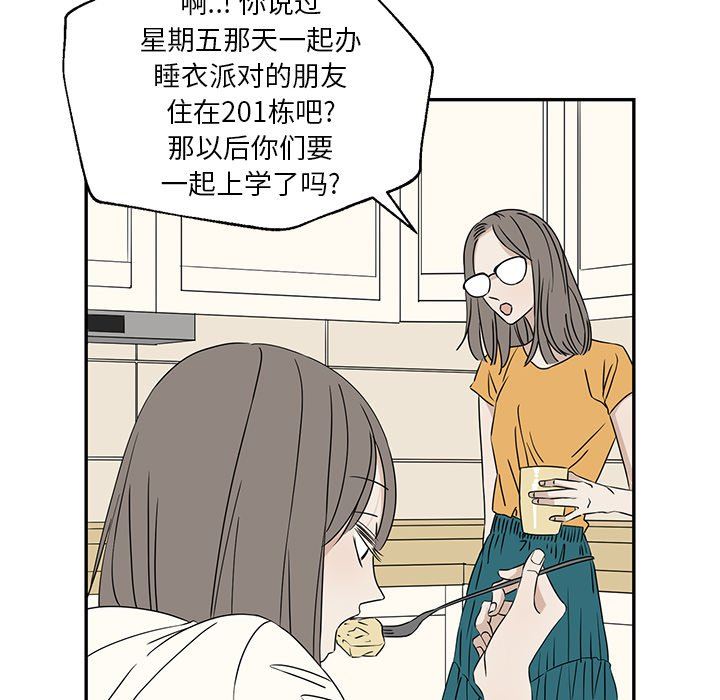 啊..! 你说过
星期五那天一起办
睡衣派对的朋友
住在201栋吧?
那以后你们要
一起上学了吗?